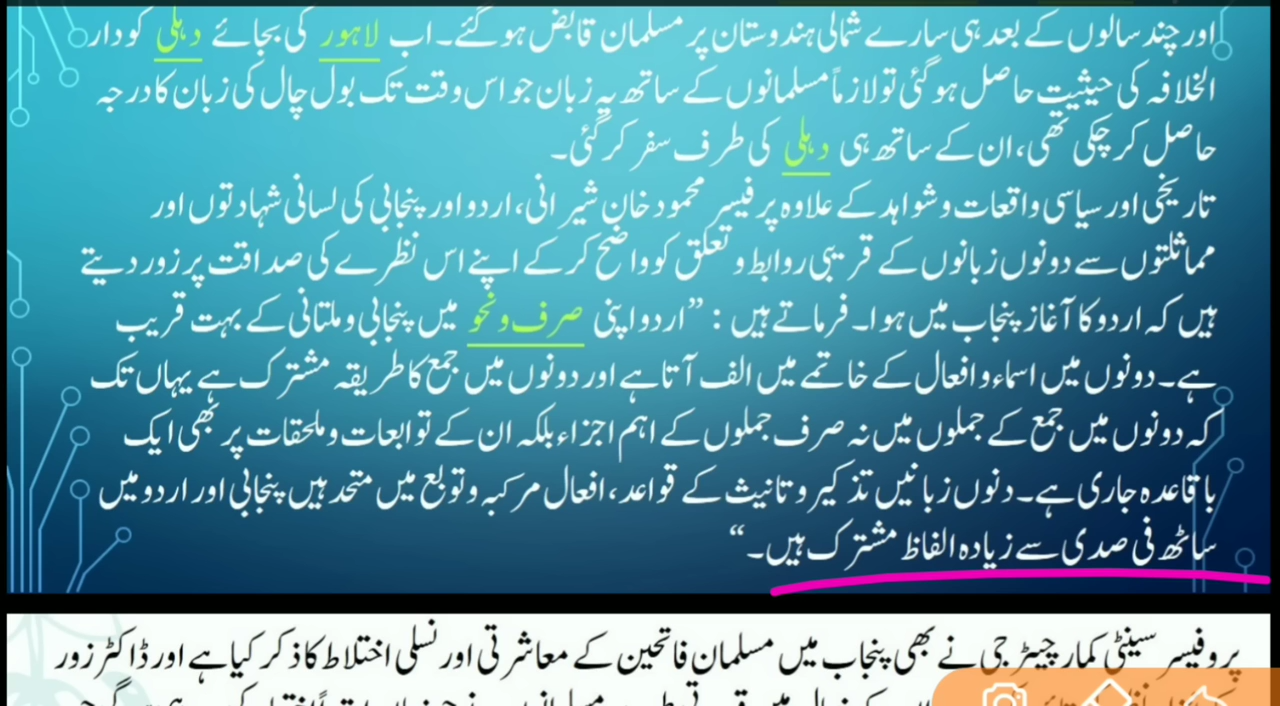 اور چند سالوں کے بعد ہی سارے شمالی ہندوستان پر مسلمان قابض ہو گئے۔ اب لاہور کی بجائے دہلی کو دار
الخلافہ کی حیثیت حاصل ہو گئی تو لازماً مسلمانوں کے ساتھ یہ زبان جو اس وقت تک بول چال کی زبان کا درجہ
حاصل کر چکی تھی، ان کے ساتھ ہی دہلی کی طرف سفر کر گئی۔
تاریخی اور سیاسی واقعات و شواہد کے علاوہ پرفیسر محمود خان شیرانی، اردو اور پنجابی کی لسانی شہادتوں اور
مماثلتوں سے دونوں زبانوں کے قریبی روابط و تعلق کو واضح کر کے اپنے اس نظرے کی صداقت پر زور دیتے
ہیں کہ اردو کا آغاز پنجاب میں ہوا۔ فرماتے ہیں : ”اردو اپنی صرف و نحو میں پنجابی و ملتانی کے بہت قریب
ہے۔ دونوں میں اسماء و افعال کے خاتمے میں الف آتا ہے اور دونوں میں جمع کا طریقہ مشترک ہے یہاں تک
کہ دونوں میں جمع کے جملوں میں نہ صرف جملوں کے اہم اجزاء بلکہ ان کے توابعات و ملحقات پر بھی ایک
باقاعدہ جاری ہے۔ دنوں زبانیں تذکیر و تانیث کے قواعد، افعال مرکبہ و توبع میں متحد ہیں پنجابی اور اردو میں
ساٹھ فی صدی سے زیادہ الفاظ مشترک ہیں۔“
پروفیسر سینٹی کمار چیٹر جی نے بھی پنجاب میں مسلمان فاتحین کے معاشرتی اور نسلی اختلاط کا ذکر کیا ہے اور ڈاکٹر زور